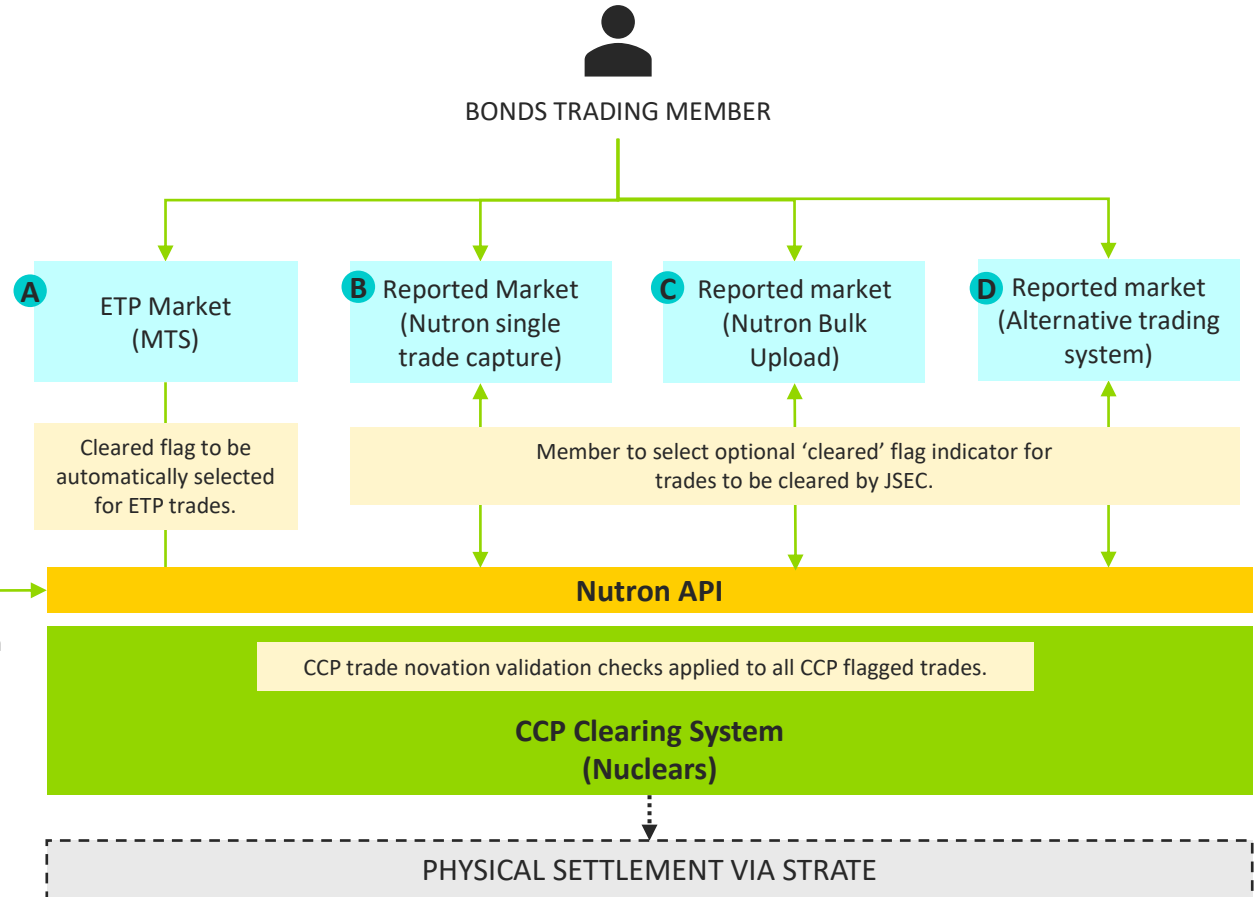 BONDS TRADING MEMBER
A
ETP Market
(MTS)
B
Reported Market
(Nutron single
trade capture)
C
Reported market
(Nutron Bulk
Upload)
D
Reported market
(Alternative trading
system)
Cleared flag to be
automatically selected
for ETP trades.
Member to select optional ‘cleared’ flag indicator for
trades to be cleared by JSEC.
Nutron API
CCP trade novation validation checks applied to all CCP flagged trades.
CCP Clearing System
(Nuclears)
PHYSICAL SETTLEMENT VIA STRATE